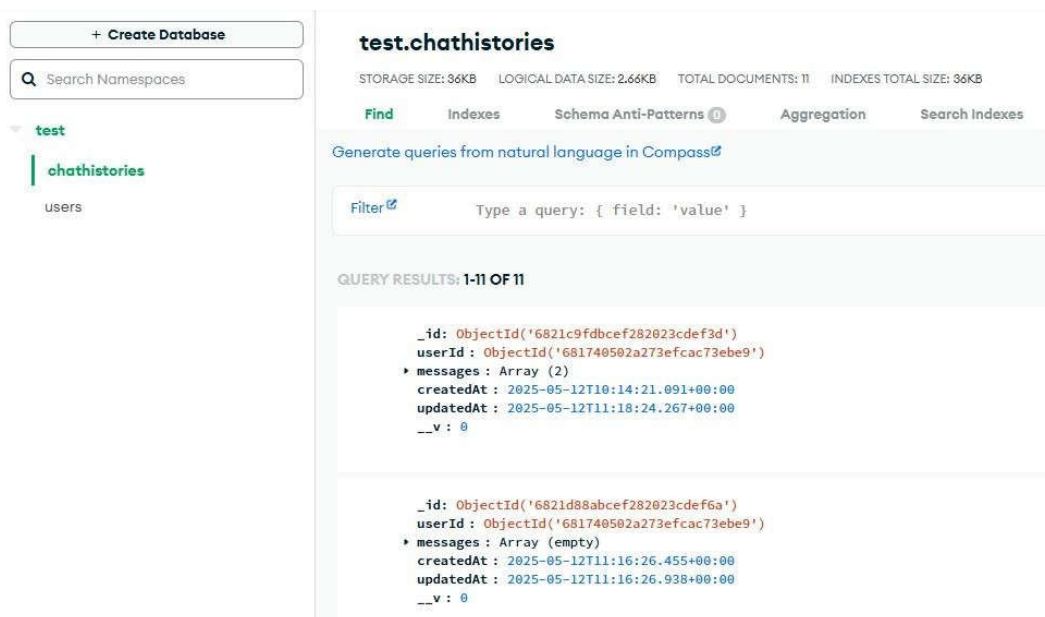 + Create Database
Search Namespaces
test
chathistories
users
test.chathistories
STORAGE SIZE: 36KB LOGICAL DATA SIZE: 2.66KB TOTAL DOCUMENTS: 11 INDEXES TOTAL SIZE: 36KB
Find Indexes Schema Anti-Patterns 0 Aggregation Search Indexes
Generate queries from natural language in Compass
Filter Type a query: { field: 'value' }
QUERY RESULTS: 1-11 OF 11
_id: ObjectId('6821c9fdbcef282023cdef3d')
userId : ObjectId('681740502a273efcac73ebe9')
messages : Array (2)
createdAt : 2025-05-12T10:14:21.091+00:00
updatedAt : 2025-05-12T11:18:24.267+00:00
__v : 0
_id: ObjectId('6821d88abcef282023cdef6a')
userId : ObjectId('681740502a273efcac73ebe9')
messages : Array (empty)
createdAt : 2025-05-12T11:16:26.455+00:00
updatedAt : 2025-05-12T11:16:26.938+00:00
__v : 0